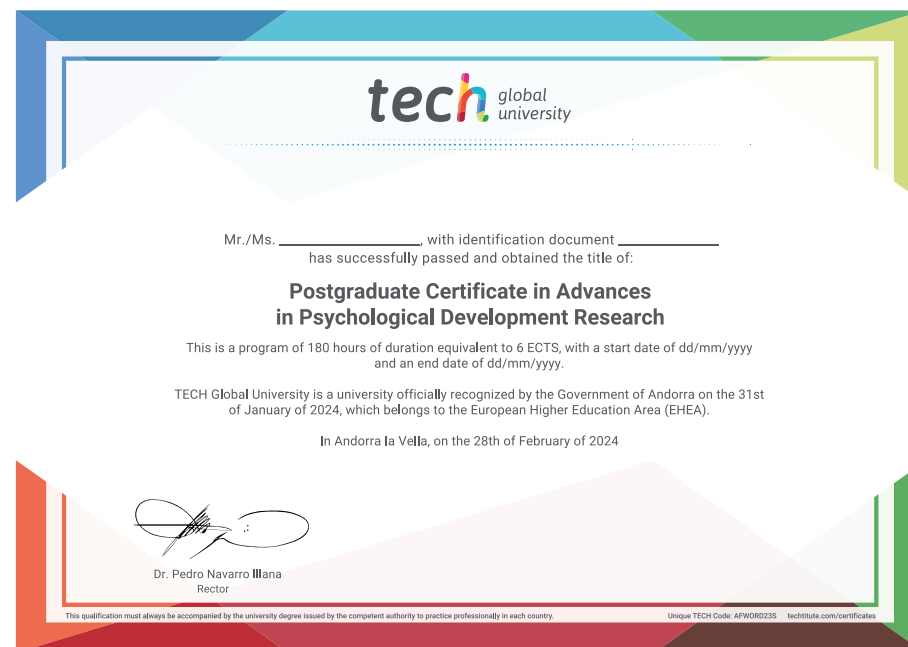 tech global
university
Mr./Ms. ____________________, with identification document ______________
has successfully passed and obtained the title of:
Postgraduate Certificate in Advances
in Psychological Development Research
This is a program of 180 hours of duration equivalent to 6 ECTS, with a start date of dd/mm/yyyy
and an end date of dd/mm/yyyy.
TECH Global University is a university officially recognized by the Government of Andorra on the 31st
of January of 2024, which belongs to the European Higher Education Area (EHEA).
In Andorra la Vella, on the 28th of February of 2024
Dr. Pedro Navarro Illana
Rector
This qualification must always be accompanied by the university degree issued by the competent authority to practice professionally in each country.
Unique TECH Code: AFWORD23S techtitute.com/certificates